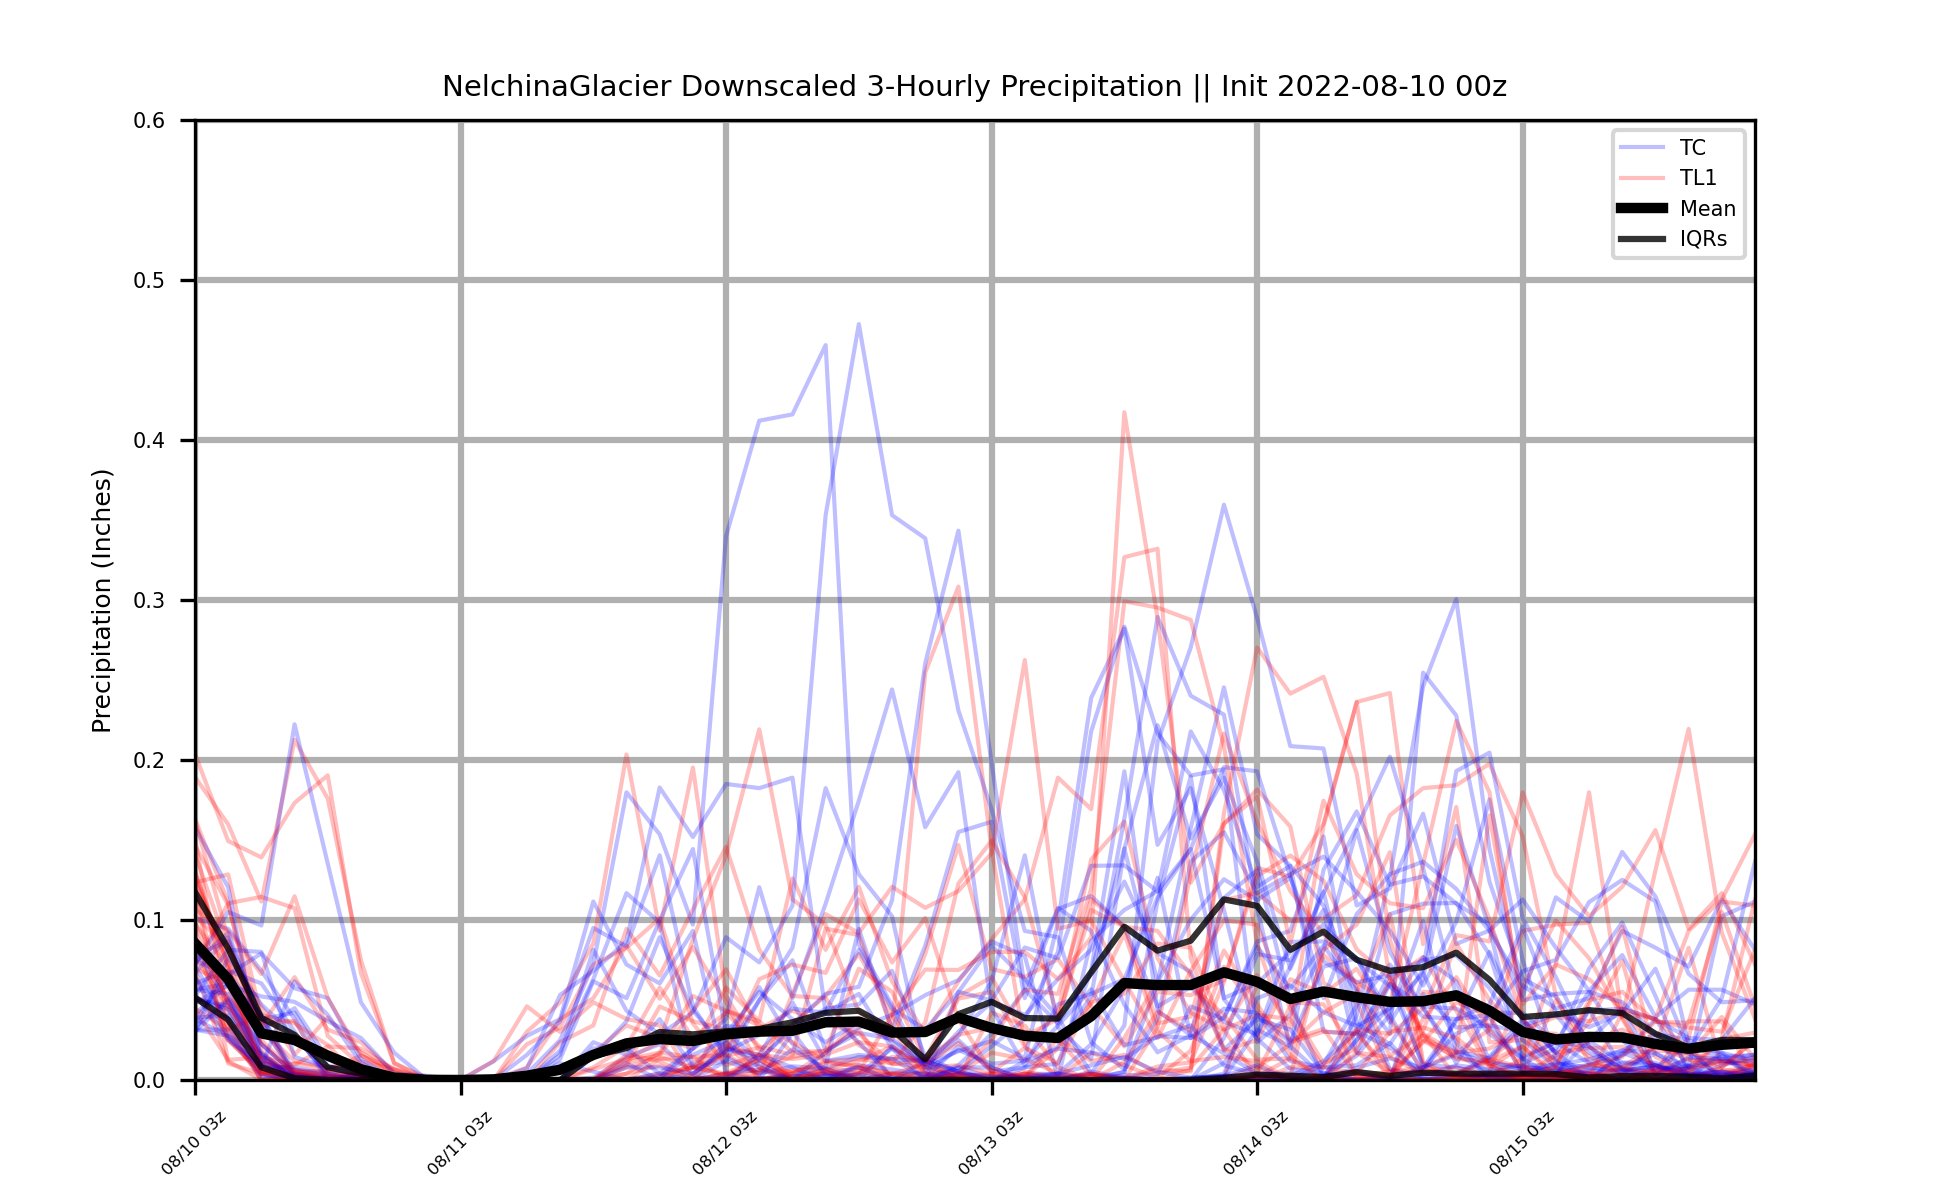 NelchinaGlacier Downscaled 3-Hourly Precipitation || Init 2022-08-10 00z
TC
TL1
Mean
IQRs
Precipitation (Inches)
0.6
0.5
0.4
0.3
0.2
0.1
0.0
08/10 03z
08/11 03z
08/12 03z
08/13 03z
08/14 03z
08/15 03z